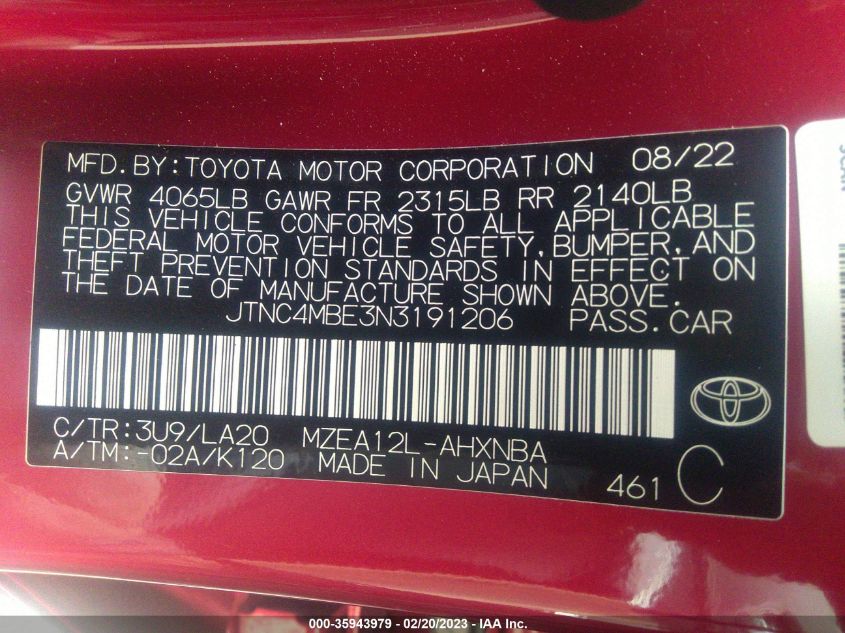 MFD.BY:TOYOTA MOTOR CORPORATION 08/22
GVWR 4065LB GAWR FR 2315LB RR 2140LB
THIS VEHICLE CONFORMS TO ALL APPLICABLE
FEDERAL MOTOR VEHICLE SAFETY,BUMPER,AND
THEFT PREVENTION STANDARDS IN EFFECT ON
THE DATE OF MANUFACTURE SHOWN ABOVE.
JTNC4MBE3N3191206 PASS.CAR
C/TR:3U9/LA20 MZEA12L-AHXNBA
A/TM:-02A/K120 MADE IN JAPAN
461 C
SCAN
000-35943979 - 02/20/2023 - IAA Inc.